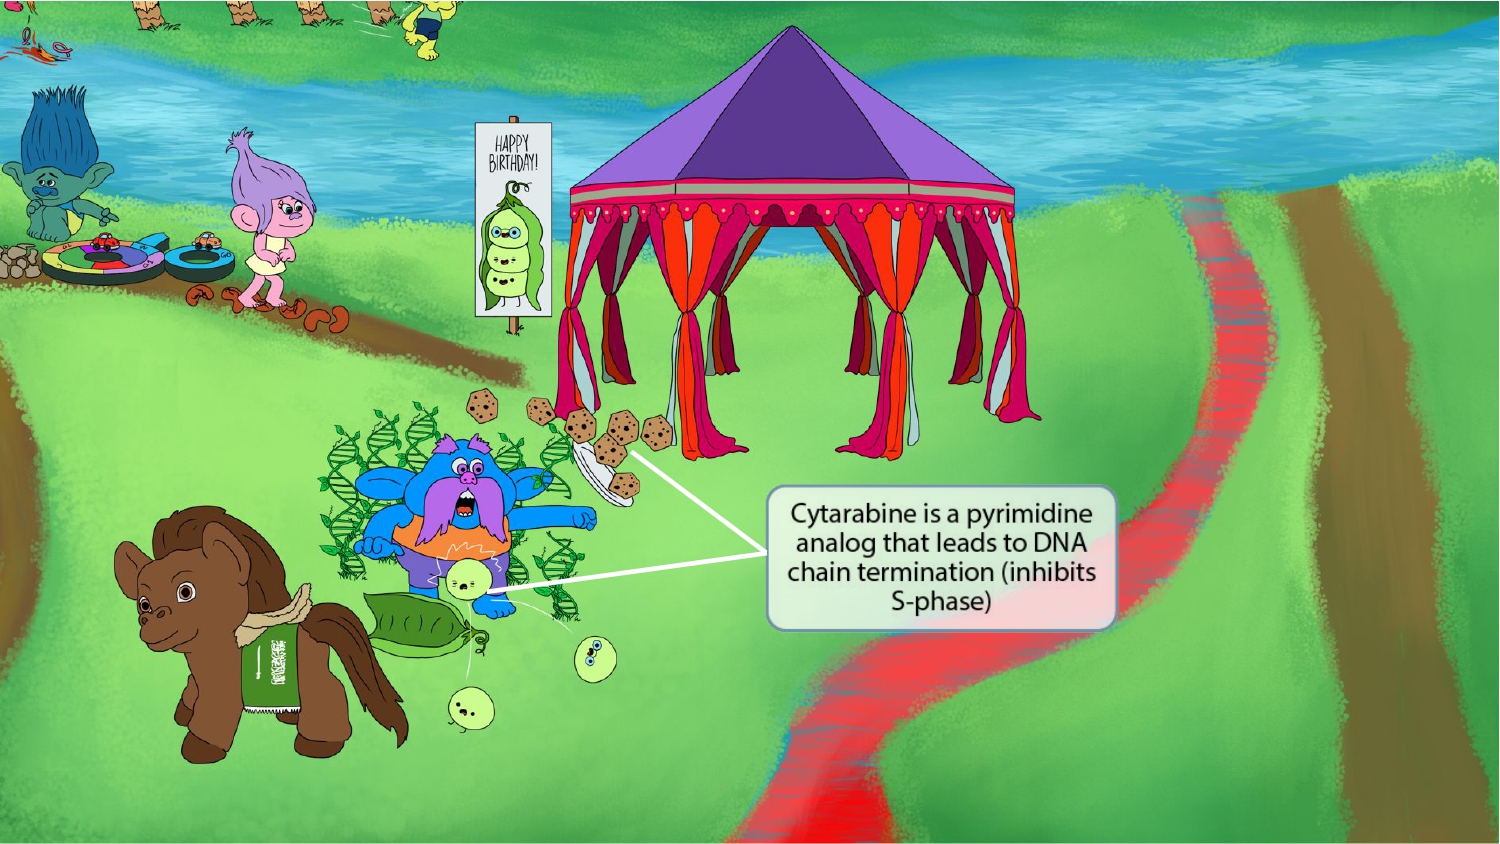 HAPPY
BIRTHDAY!
Cytarabine is a pyrimidine
analog that leads to DNA
chain termination (inhibits
S-phase)